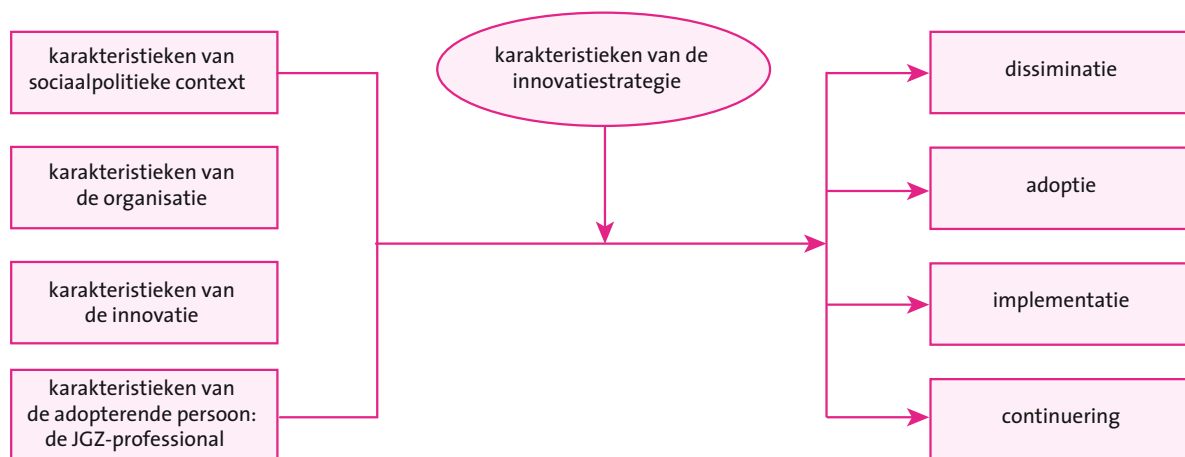 karakteristieken van
sociaalpolitieke context
karakteristieken van
de organisatie
karakteristieken van
de innovatie
karakteristieken van
de adopterende persoon:
de JGZ-professional
karakteristieken van de
innovatiestrategie
dissiminatie
adoptie
implementatie
continuering